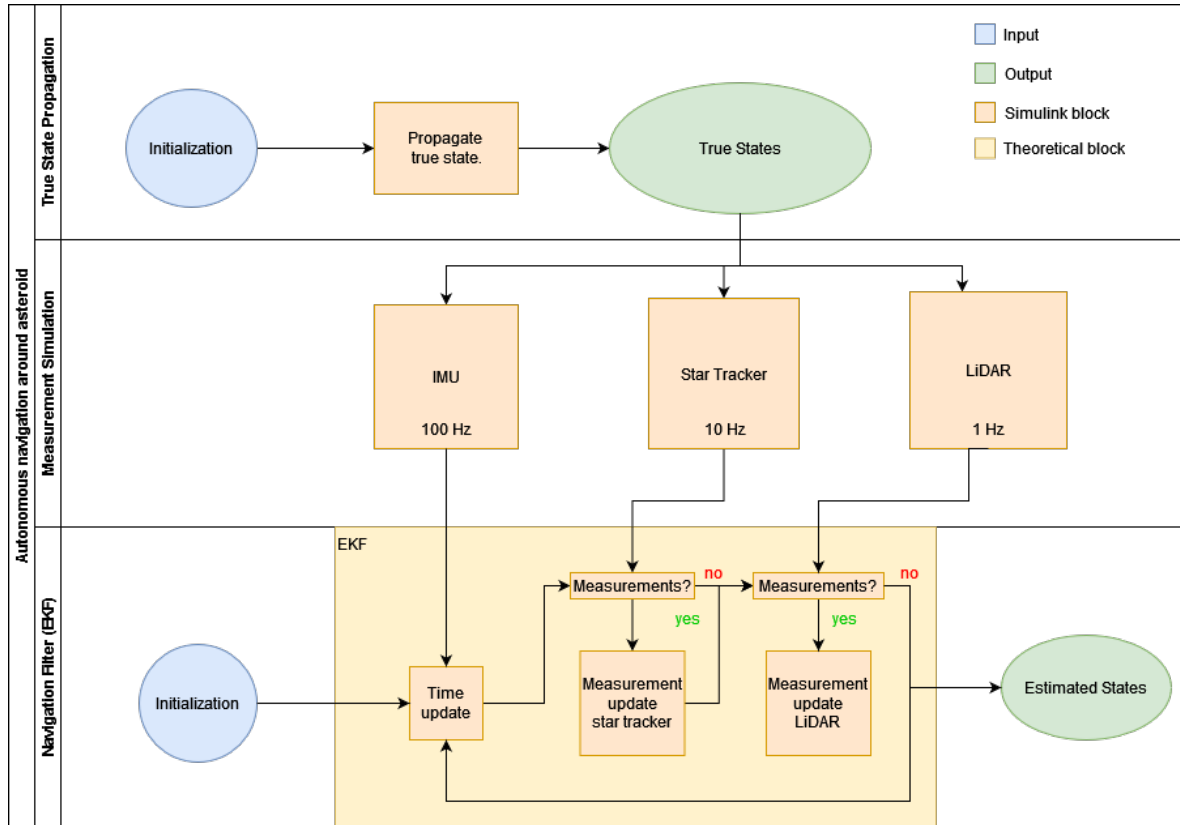 Autonomous navigation around asteroid
True State Propagation
Initialization
Propagate
true state.
True States
Input
Output
Simulink block
Theoretical block
Measurement Simulation
IMU
100 Hz
Star Tracker
10 Hz
LiDAR
1 Hz
Navigation Filter (EKF)
EKF
Initialization
Time
update
Measurements?
no
yes
Measurement
update
star tracker
Measurements?
no
yes
Measurement
update
LiDAR
Estimated States